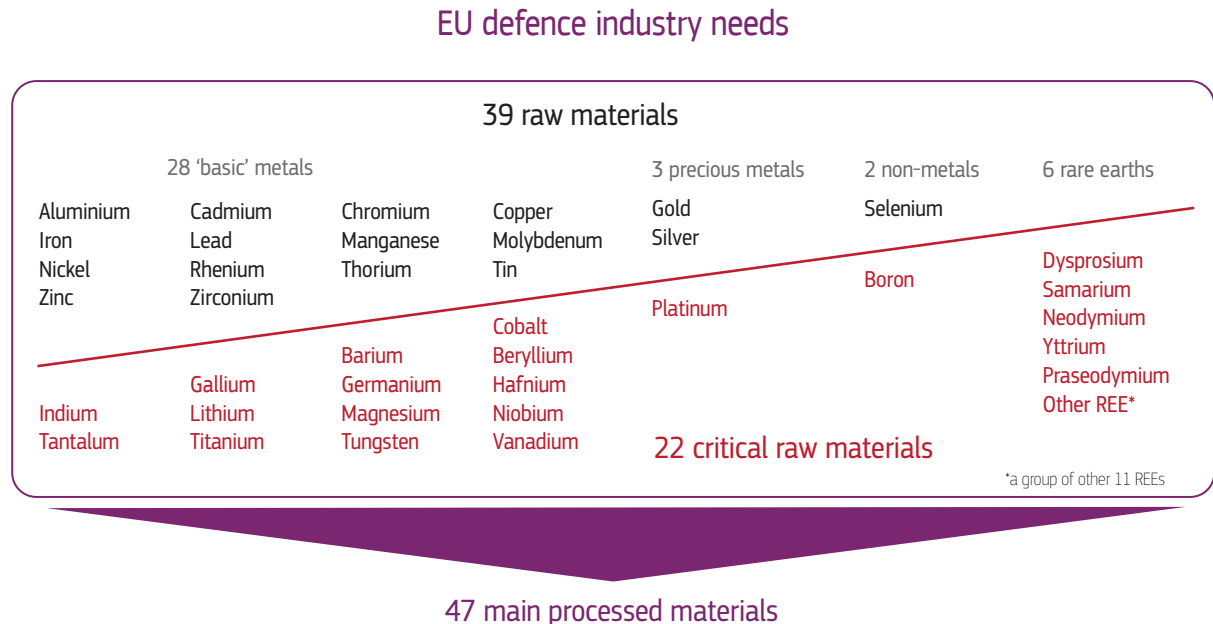 EU defence industry needs
39 raw materials
28 'basic' metals
Aluminium
Iron
Nickel
Zinc
Indium
Tantalum
Cadmium
Lead
Rhenium
Zirconium
Gallium
Lithium
Titanium
Chromium
Manganese
Thorium
Barium
Germanium
Magnesium
Tungsten
Copper
Molybdenum
Tin
Cobalt
Beryllium
Hafnium
Niobium
Vanadium
3 precious metals
Gold
Silver
Platinum
2 non-metals
Selenium
Boron
6 rare earths
Dysprosium
Samarium
Neodymium
Yttrium
Praseodymium
Other REE*
22 critical raw materials
*a group of other 11 REEs
47 main processed materials